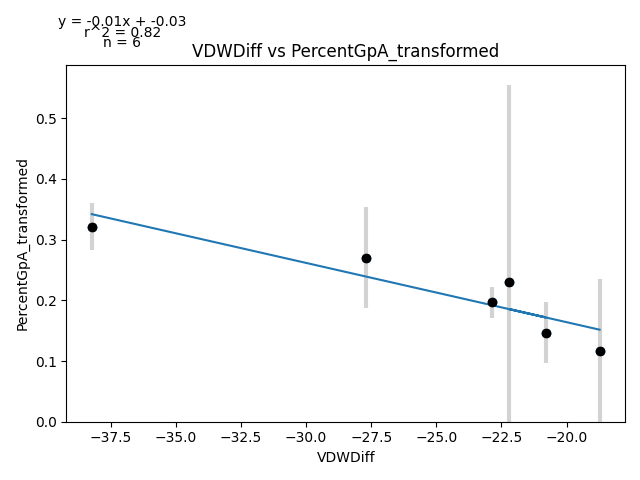 y = -0.01x + -0.03
r^2 = 0.82
n = 6
VDWDiff vs PercentGpA_transformed
PercentGpA_transformed
0.5
0.4
0.3
0.2
0.1
0.0
−37.5 −35.0 −32.5 −30.0 −27.5 −25.0 −22.5 −20.0
VDWDiff